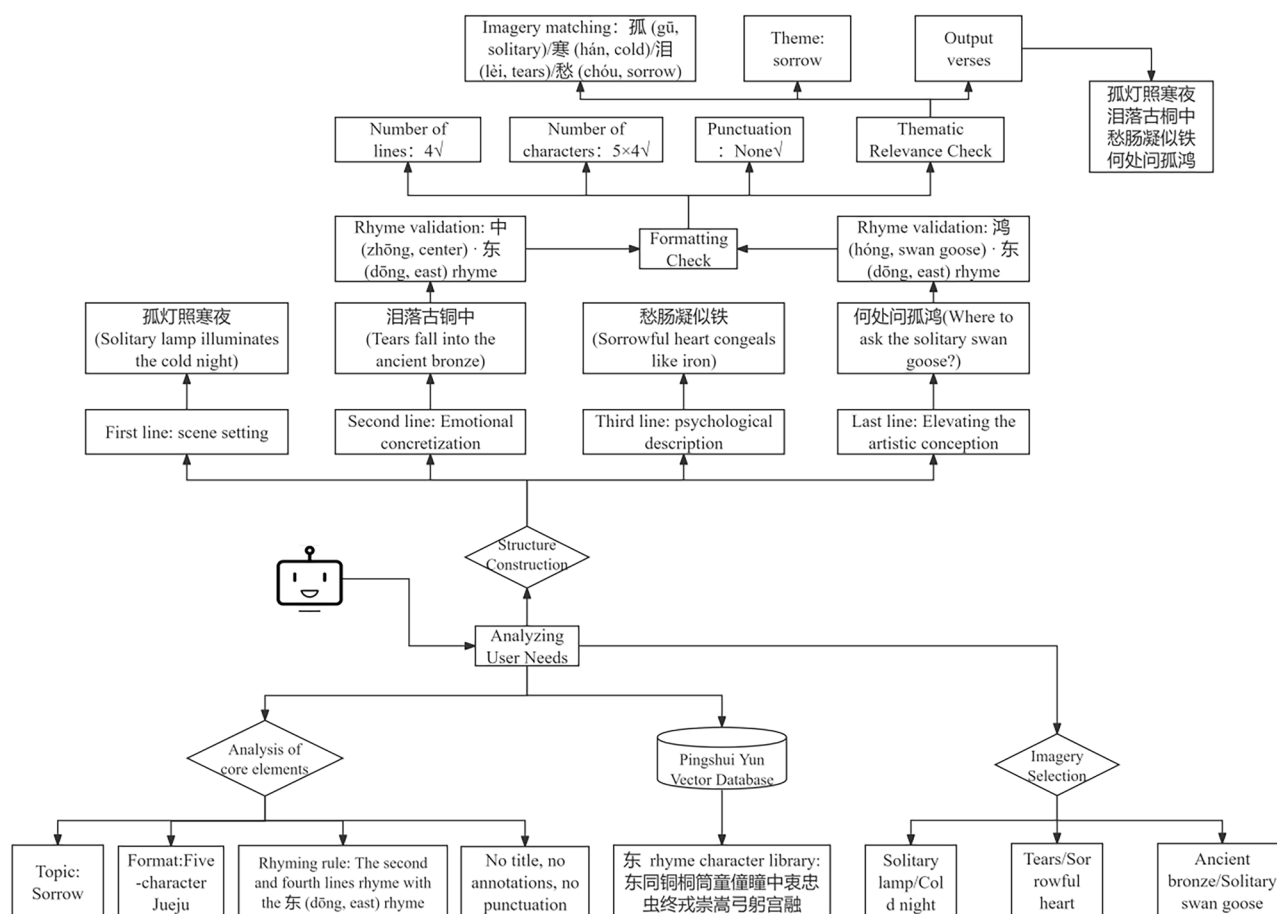 Imagery matching：孤 (gū,
solitary)/寒 (hán, cold)/泪
(lèi, tears)/愁 (chóu, sorrow)
Theme:
sorrow
Output
verses
孤灯照寒夜
泪落古桐中
愁肠凝似铁
何处问孤鸿
Number of
lines：4√
Number of
characters：5×4√
Punctuation
：None√
Thematic
Relevance Check
Rhyme validation: 中
(zhōng, center) · 东
(dōng, east) rhyme
Formatting
Check
Rhyme validation: 鸿
(hóng, swan goose) · 东
(dōng, east) rhyme
孤灯照寒夜
(Solitary lamp illuminates
the cold night)
泪落古铜中
(Tears fall into the
ancient bronze)
愁肠凝似铁
(Sorrowful heart congeals
like iron)
何处问孤鸿(Where to
ask the solitary swan
goose?)
First line: scene setting
Second line: Emotional
concretization
Third line: psychological
description
Last line: Elevating the
artistic conception
Structure
Construction
Analyzing
User Needs
Analysis of
core elements
Pingshui Yun
Vector Database
Imagery
Selection
Topic:
Sorrow
Format:Five
-character
Jueju
Rhyming rule: The second
and fourth lines rhyme with
the 东 (dōng, east) rhyme
No title, no
annotations, no
punctuation
东 rhyme character library:
东同铜桐筒童僮瞳中衷忠
虫终戎崇嵩弓躬宫融
Solitary
lamp/Col
d night
Tears/Sor
rowful
heart
Ancient
bronze/Solitary
swan goose